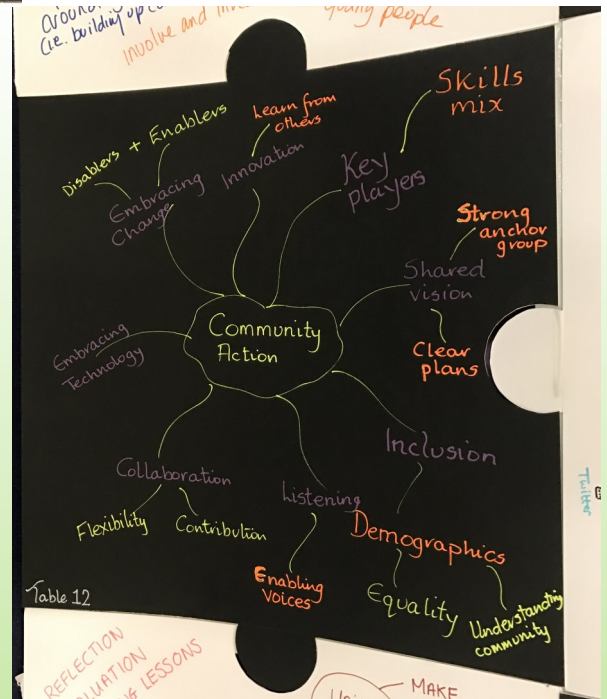 (i.e. building up
Involve and
young people
Disablers + Enablers
Embracing
Change
Learn from
others
Innovation
Key
players
Skills
mix
Strong
anchor
group
Shared
vision
Clear
plans
Community
Action
Embracing
Technology
Collaboration
Flexibility
Contribution
Listening
Enabling
Voices
Inclusion
Demographics
Equality
Understanding
community
Table 12
Twitter
REFLECTION
LESSONS
MAKE